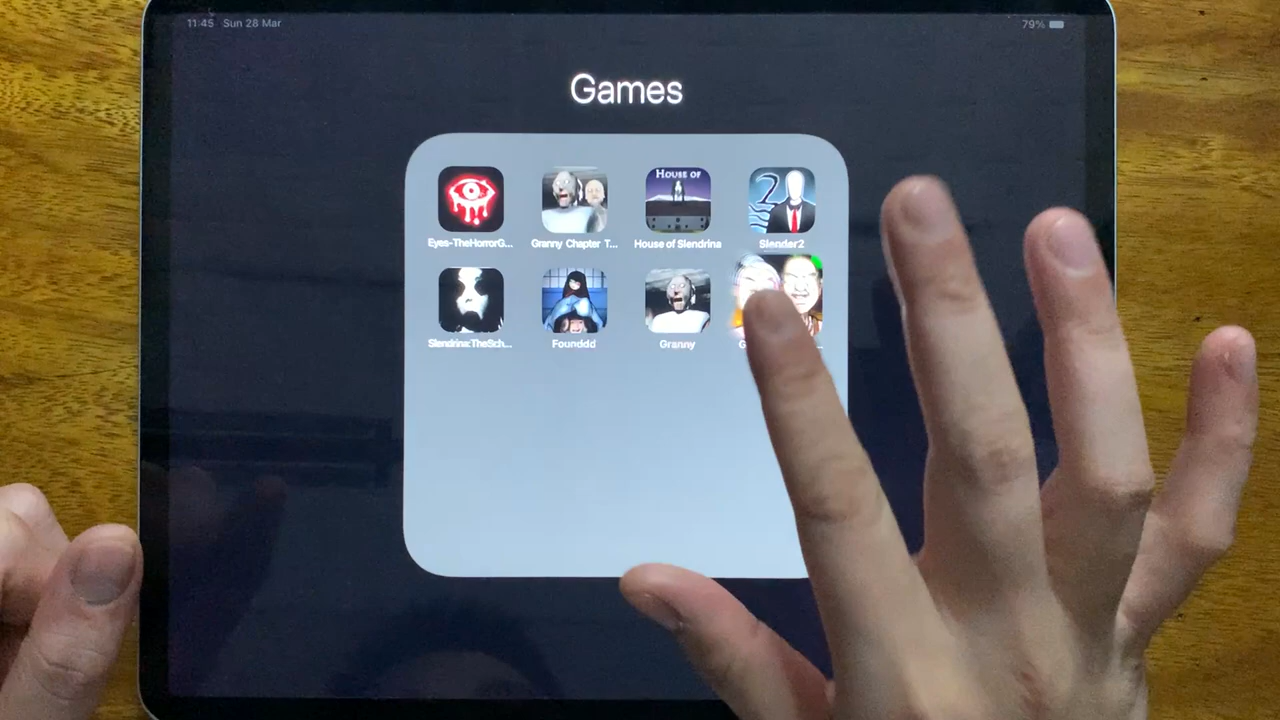 11:45 Sun 28 Mar
79%
Games
HOUSE OF
2
Eyes-TheHorrorG...
Granny Chapter T...
House of Slendrina
Slender2
Slendrina:TheSch...
Founddd
Granny